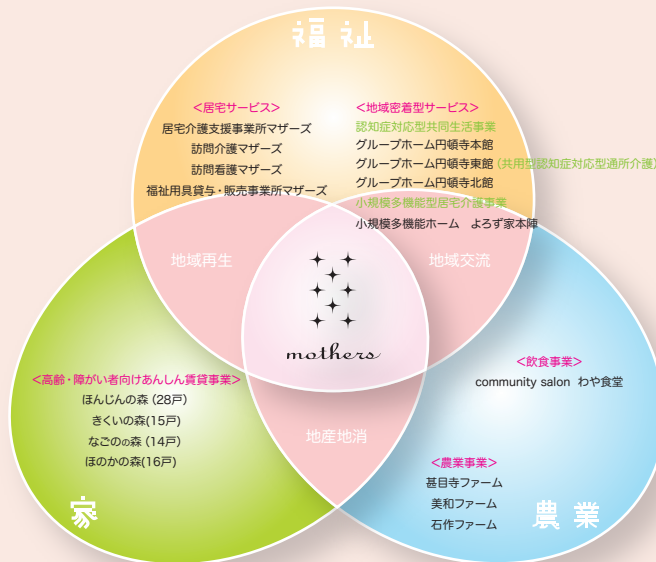 福祉
＜居宅サービス＞
居宅介護支援事業所マザーズ
訪問介護マザーズ
訪問看護マザーズ
福祉用具貸与・販売事業所マザーズ
＜地域密着型サービス＞
認知症対応型共同生活事業
グループホーム円頓寺本館
グループホーム円頓寺東館（共用型認知症対応型通所介護）
グループホーム円頓寺北館
小規模多機能型居宅介護事業
小規模多機能ホーム　よろず家本陣
地域再生
地域交流
mothers
＜高齢・障がい者向けあんしん賃貸事業＞
ほんじんの森（28戸）
きくいの森(15戸)
なごのの森（14戸）
ほのかの森(16戸)
家
地産地消
＜飲食事業＞
community salon わや食堂
＜農業事業＞
甚目寺ファーム
美和ファーム
石作ファーム
農業